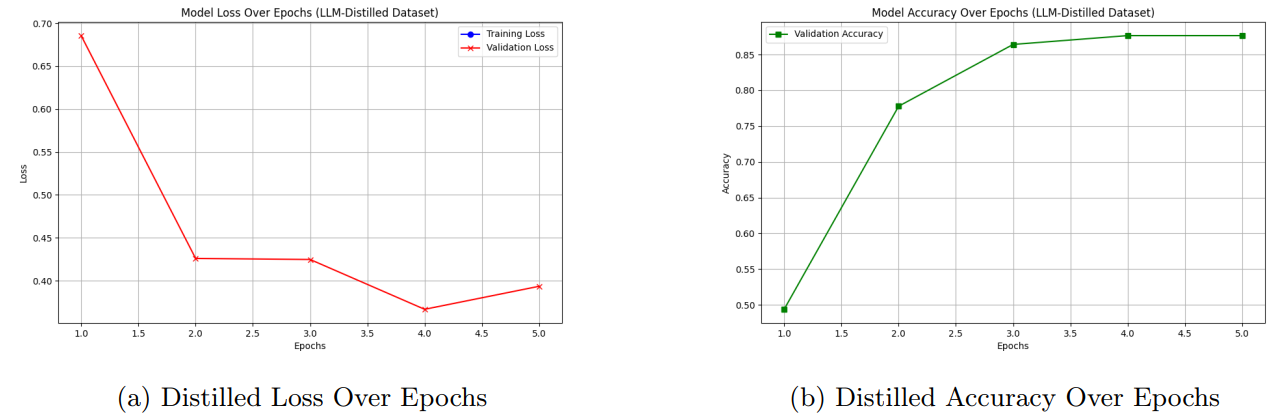 Model Loss Over Epochs (LLM-Distilled Dataset)
Training Loss
Validation Loss
Loss
0.70
0.65
0.60
0.55
0.50
0.45
0.40
1.0 1.5 2.0 2.5 3.0 3.5 4.0 4.5 5.0
Epochs
(a) Distilled Loss Over Epochs
Model Accuracy Over Epochs (LLM-Distilled Dataset)
Validation Accuracy
Accuracy
0.85
0.80
0.75
0.70
0.65
0.60
0.55
0.50
1.0 1.5 2.0 2.5 3.0 3.5 4.0 4.5 5.0
Epochs
(b) Distilled Accuracy Over Epochs